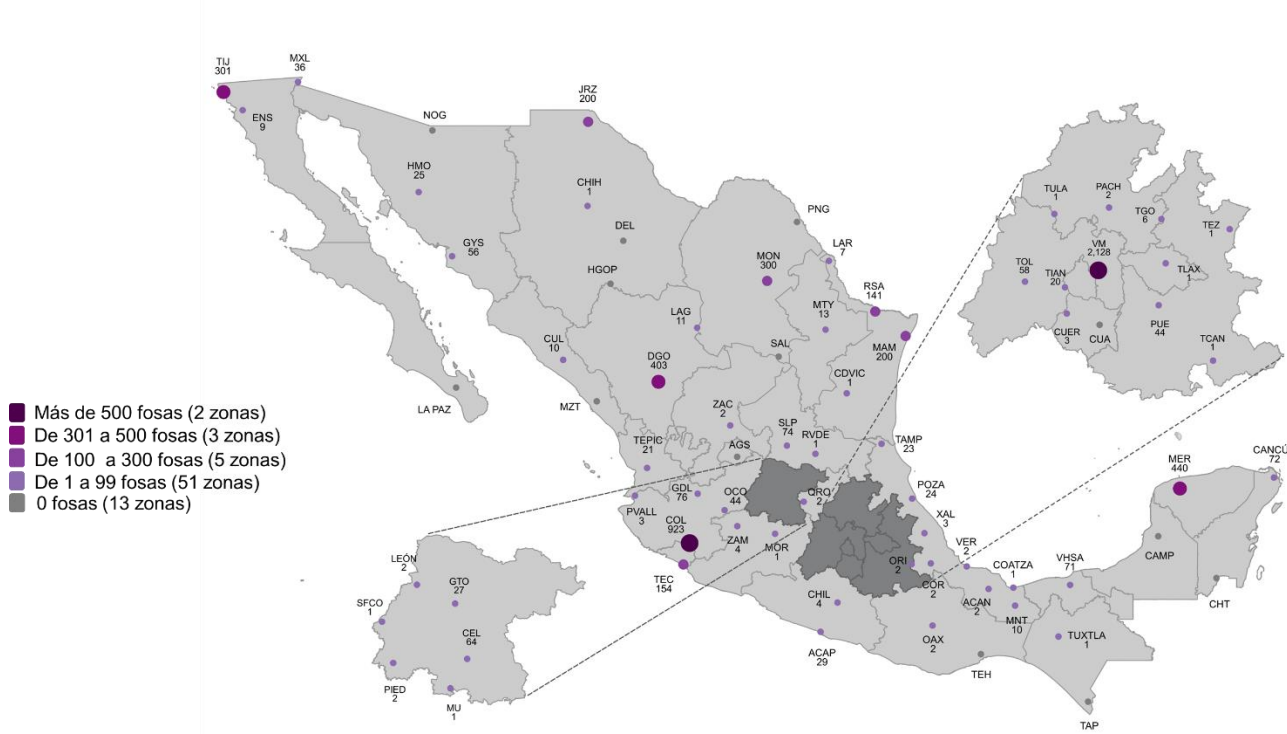 TIJ
301
MXL
36
ENS
9
NOG
HMO
25
GYS
56
JRZ
200
CHIH
1
DEL
HGOP
PNG
LAR
7
MON
300
RSA
141
MTY
13
LAG
11
CUL
10
DGO
403
SAL
MAM
200
CDVIC
1
LA PAZ
MZT
ZAC
2
SLP
74
RVDE
1
TAMP
23
TEPIC
21
AGS
GDL
76
OCO
44
QRO
2
POZA
24
PVALL
3
COL
923
ZAM
4
MOR
1
XAL
3
VER
2
ORI
2
COR
2
TEC
154
COATZA
1
VHSA
71
ACAN
2
MNT
10
CHIL
4
ACAP
29
OAX
2
TEH
TUXTLA
1
TAP
MER
440
CANCÚ
72
CAMP
CHT
TULA
1
PACH
2
TGO
6
TEZ
1
VM
2,128
TOL
58
TIAN
20
TLAX
1
CUER
3
CUA
PUE
44
TCAN
1
LEÓN
2
GTO
27
SFCO
1
CEL
64
PIED
2
MU
1
Más de 500 fosas (2 zonas)
De 301 a 500 fosas (3 zonas)
De 100 a 300 fosas (5 zonas)
De 1 a 99 fosas (51 zonas)
0 fosas (13 zonas)